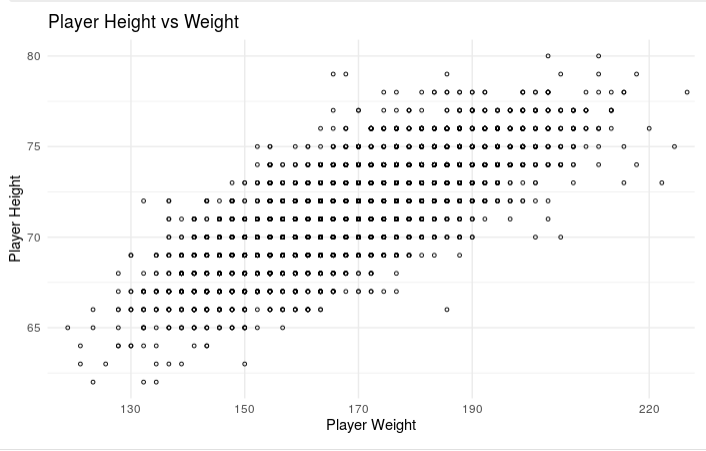 Player Height vs Weight
80
75
70
65
Player Height
130 150 170 190 220
Player Weight